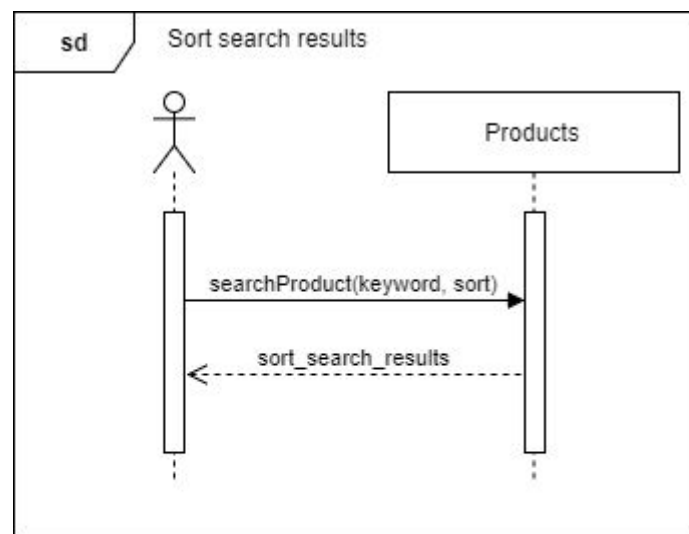 sd
Sort search results
Products
searchProduct(keyword, sort)
sort_search_results